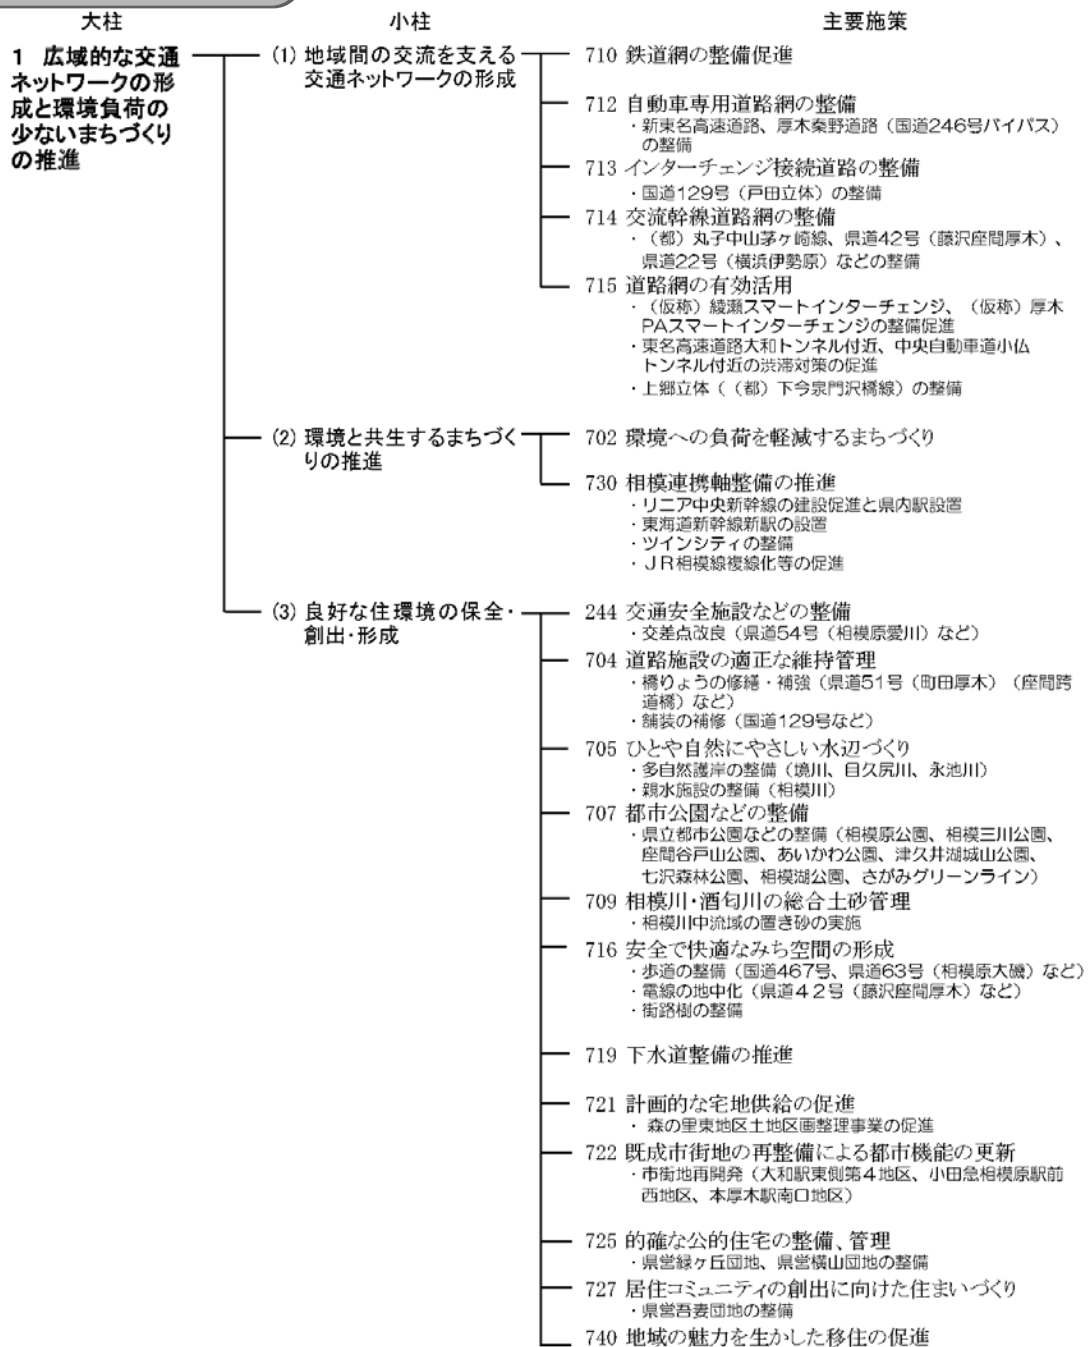 大柱
小柱
主要施策
1 広域的な交通
ネットワークの形
成と環境負荷の
少ないまちづくり
の推進
(1) 地域間の交流を支える
交通ネットワークの形成
710 鉄道網の整備促進
712 自動車専用道路網の整備
・新東名高速道路、厚木秦野道路（国道246号バイパス）
の整備
713 インターチェンジ接続道路の整備
・国道129号（戸田立体）の整備
714 交流幹線道路網の整備
・（都）丸子中山茅ヶ崎線、県道42号（藤沢座間厚木）、
県道22号（横浜伊勢原）などの整備
715 道路網の有効活用
・（仮称）綾瀬スマートインターチェンジ、（仮称）厚木
PAスマートインターチェンジの整備促進
・東名高速道路大和トンネル付近、中央自動車道小仏
トンネル付近の渋滞対策の促進
・上郷立体（（都）下今泉門沢橋線）の整備
(2) 環境と共生するまちづく
りの推進
702 環境への負荷を軽減するまちづくり
730 相模連携軸整備の推進
・リニア中央新幹線の建設促進と県内駅設置
・東海道新幹線新駅の設置
・ツインシティの整備
・ＪＲ相模線複線化等の促進
(3) 良好な住環境の保全・
創出・形成
244 交通安全施設などの整備
・交差点改良（県道54号（相模原愛川）など）
704 道路施設の適正な維持管理
・橋りょうの修繕・補強（県道51号（町田厚木）（座間跨
道橋）など）
・舗装の補修（国道129号など）
705 ひとや自然にやさしい水辺づくり
・多自然護岸の整備（境川、目久尻川、永池川）
・親水施設の整備（相模川）
707 都市公園などの整備
・県立都市公園などの整備（相模原公園、相模三川公園、
座間谷戸山公園、あいかわ公園、津久井湖城山公園、
七沢森林公園、相模湖公園、さがみグリーンライン）
709 相模川・酒匂川の総合土砂管理
・相模川中流域の置き砂の実施
716 安全で快適なみち空間の形成
・歩道の整備（国道467号、県道63号（相模原大磯）など）
・電線の地中化（県道４２号（藤沢座間厚木）など）
・街路樹の整備
719 下水道整備の推進
721 計画的な宅地供給の促進
・ 森の里東地区土地区画整理事業の促進
722 既成市街地の再整備による都市機能の更新
・市街地再開発（大和駅東側第４地区、小田急相模原駅前
西地区、本厚木駅南口地区）
725 的確な公的住宅の整備、管理
・県営緑ヶ丘団地、県営横山団地の整備
727 居住コミュニティの創出に向けた住まいづくり
・県営吾妻団地の整備
740 地域の魅力を生かした移住の促進